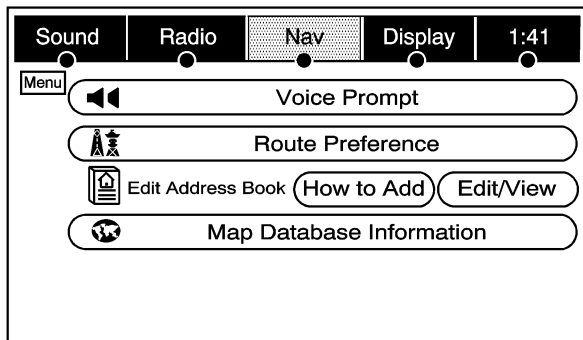 Sound Radio Nav Display 1:41
Menu
Voice Prompt
Route Preference
Edit Address Book How to Add Edit/View
Map Database Information